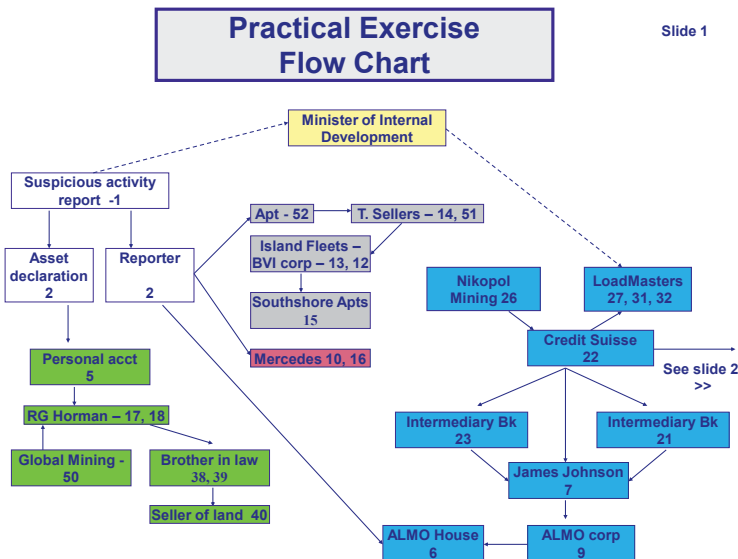 Practical Exercise
Flow Chart
Slide 1
Minister of Internal
Development
Suspicious activity
report -1
Asset
declaration
2
Reporter
2
Apt - 52
T. Sellers – 14, 51
Island Fleets –
BVI corp – 13, 12
Southshore Apts
15
Mercedes 10, 16
Nikopol
Mining 26
LoadMasters
27, 31, 32
Credit Suisse
22
See slide 2
>>
Personal acct
5
RG Horman – 17, 18
Global Mining -
50
Brother in law
38, 39
Seller of land 40
Intermediary Bk
23
Intermediary Bk
21
James Johnson
7
ALMO House
6
ALMO corp
9